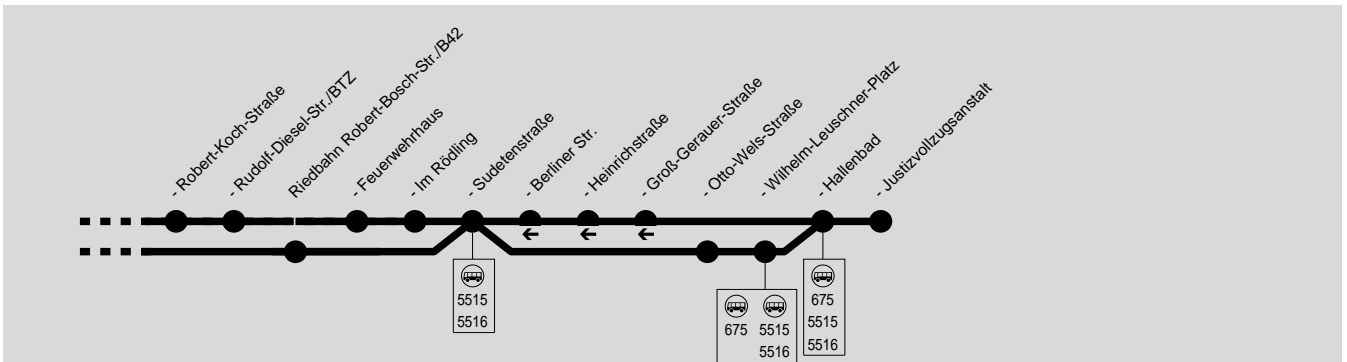 - Robert-Koch-Straße
- Rudolf-Diesel-Str./BTZ
Riedbahn Robert-Bosch-Str./B42
- Feuerwehrhaus
- Im Rödling
- Sudetenstraße
- Berliner Str.
- Heinrichstraße
- Groß-Gerauer-Straße
- Otto-Wels-Straße
- Wilhelm-Leuschner-Platz
- Hallenbad
- Justizvollzugsanstalt
5515
5516
675 5515
5516
675
5515
5516